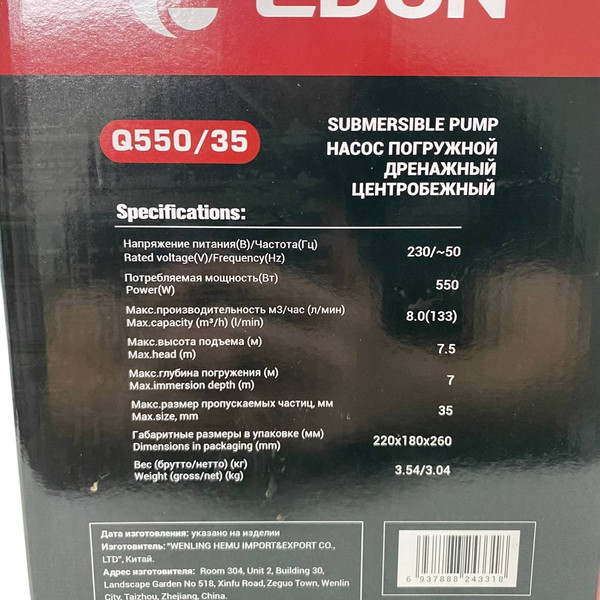 EDON
Q550/35
SUBMERSIBLE PUMP
НАСОС ПОГРУЖНОЙ
ДРЕНАЖНЫЙ
ЦЕНТРОБЕЖНЫЙ
Specifications:
Напряжение питания(В)/Частота(Гц)
Rated voltage(V)/Frequency(Hz)
230/~50
Потребляемая мощность(Вт)
Power(W)
550
Макс.производительность м3/час (л/мин)
Max.capacity (m³/h) (l/min)
8.0(133)
Макс.высота подъема (м)
Max.head (m)
7.5
Макс.глубина погружения (м)
Max.immersion depth (m)
7
Макс.размер пропускаемых частиц, мм
Max.size, mm
35
Габаритные размеры в упаковке (мм)
Dimensions in packaging (mm)
220x180x260
Вес (брутто/нетто) (кг)
Weight (gross/net) (kg)
3.54/3.04
Дата изготовления: указано на изделии
Изготовитель: "WENLING HEMU IMPORT&EXPORT CO.,
LTD", Китай.
Адрес изготовителя: Room 304, Unit 2, Building 30,
Landscape Garden No 518, Xinfu Road, Zeguo Town, Wenlin
City, Taizhou, Zhejiang, China.
6 937888 243318